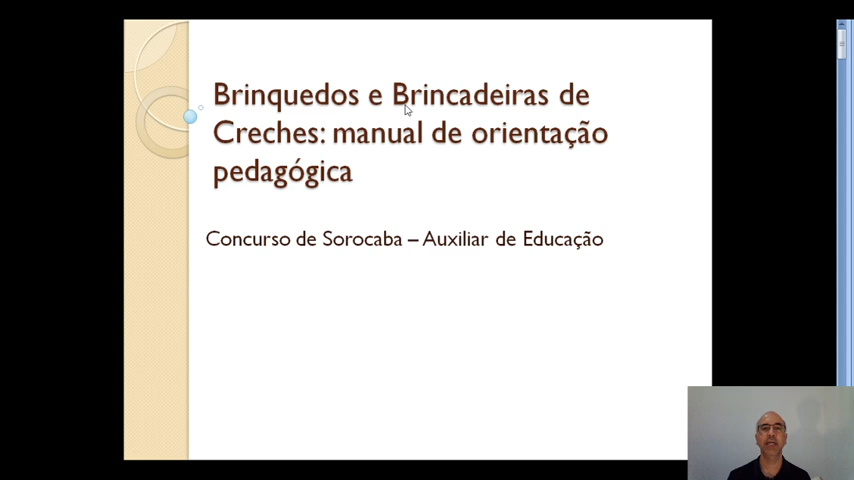 Brinquedos e Brincadeiras de
Creches: manual de orientação
pedagógica
Concurso de Sorocaba – Auxiliar de Educação